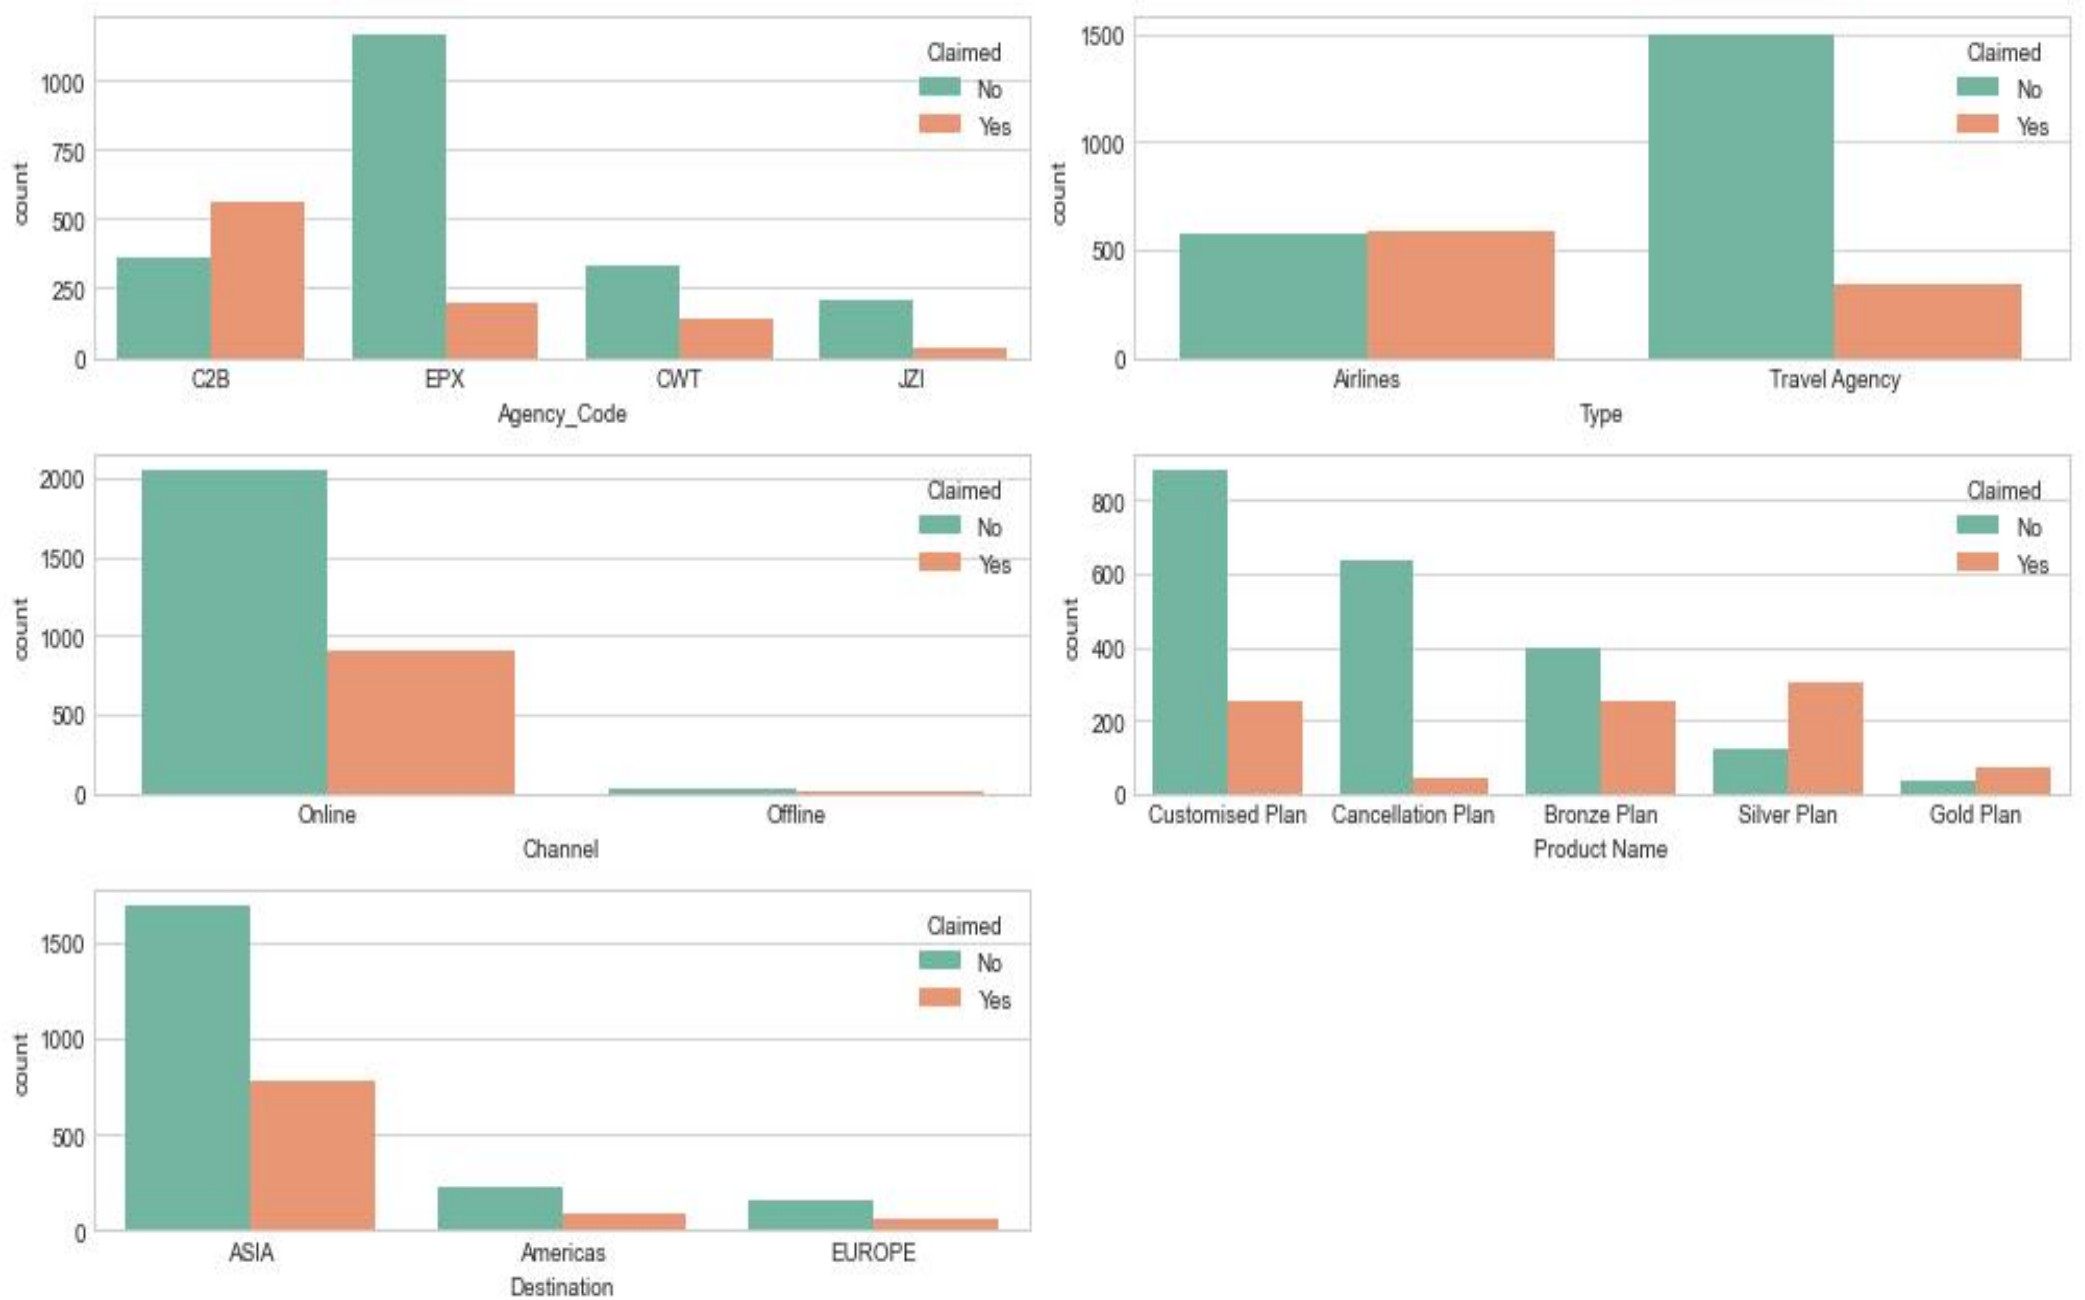 Claimed
No
Yes
1000
750
500
250
0
count
C2B EPX CWT JZI
Agency_Code
Claimed
No
Yes
1500
1000
500
0
count
Airlines Travel Agency
Type
Claimed
No
Yes
2000
1500
1000
500
0
count
Online Offline
Channel
Claimed
No
Yes
800
600
400
200
0
count
Customised Plan Cancellation Plan Bronze Plan Silver Plan Gold Plan
Product Name
Claimed
No
Yes
1500
1000
500
0
count
ASIA Americas EUROPE
Destination